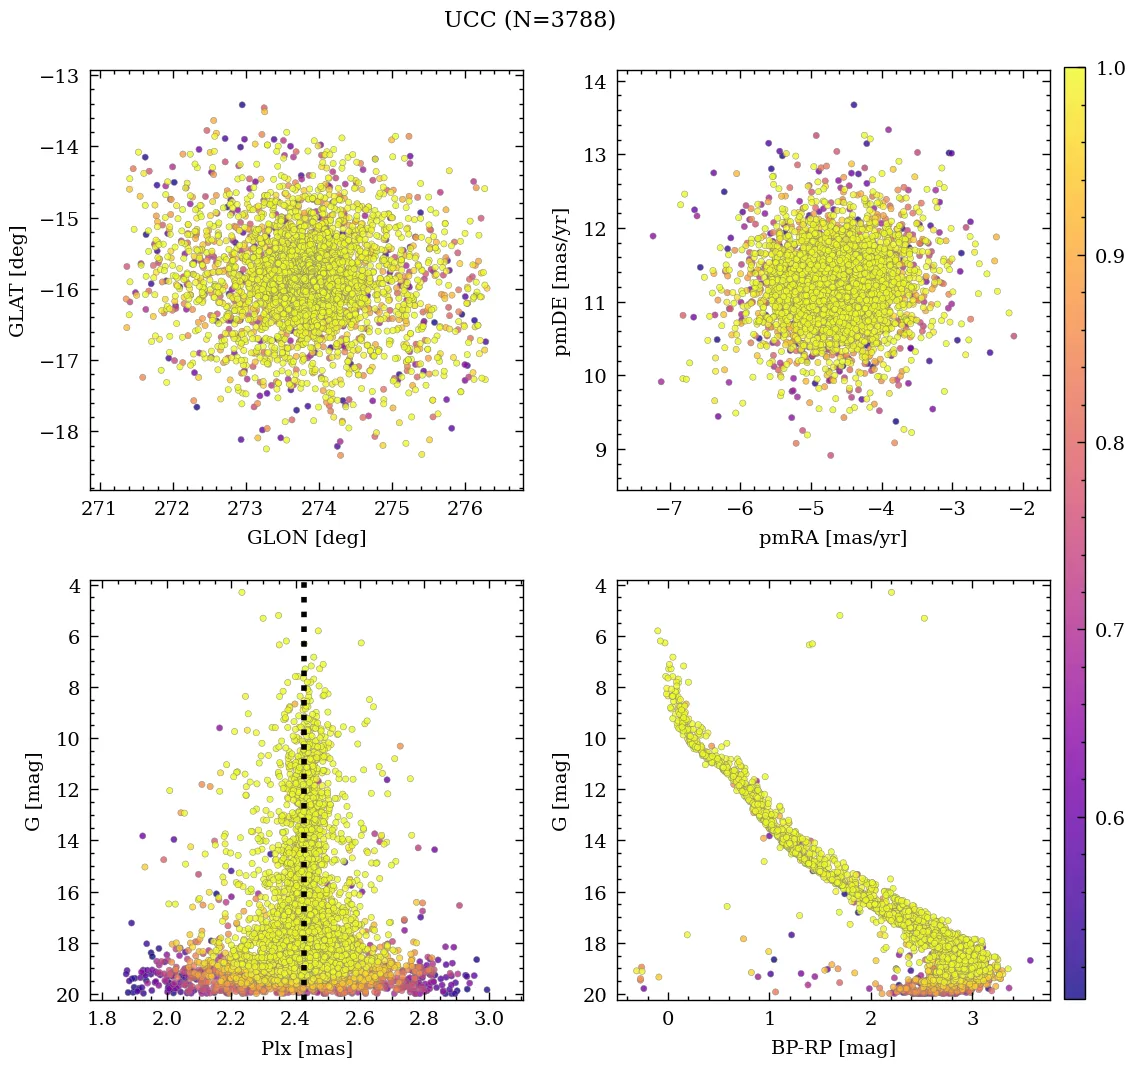 UCC (N=3788)
−13
−14
−15
−16
−17
−18
GLAT [deg]
271 272 273 274 275 276
GLON [deg]
14
13
12
11
10
9
pmDE [mas/yr]
−7 −6 −5 −4 −3 −2
pmRA [mas/yr]
4
6
8
10
12
14
16
18
20
G [mag]
1.8 2.0 2.2 2.4 2.6 2.8 3.0
Plx [mas]
4
6
8
10
12
14
16
18
20
G [mag]
0 1 2 3
BP-RP [mag]
1.0
0.9
0.8
0.7
0.6